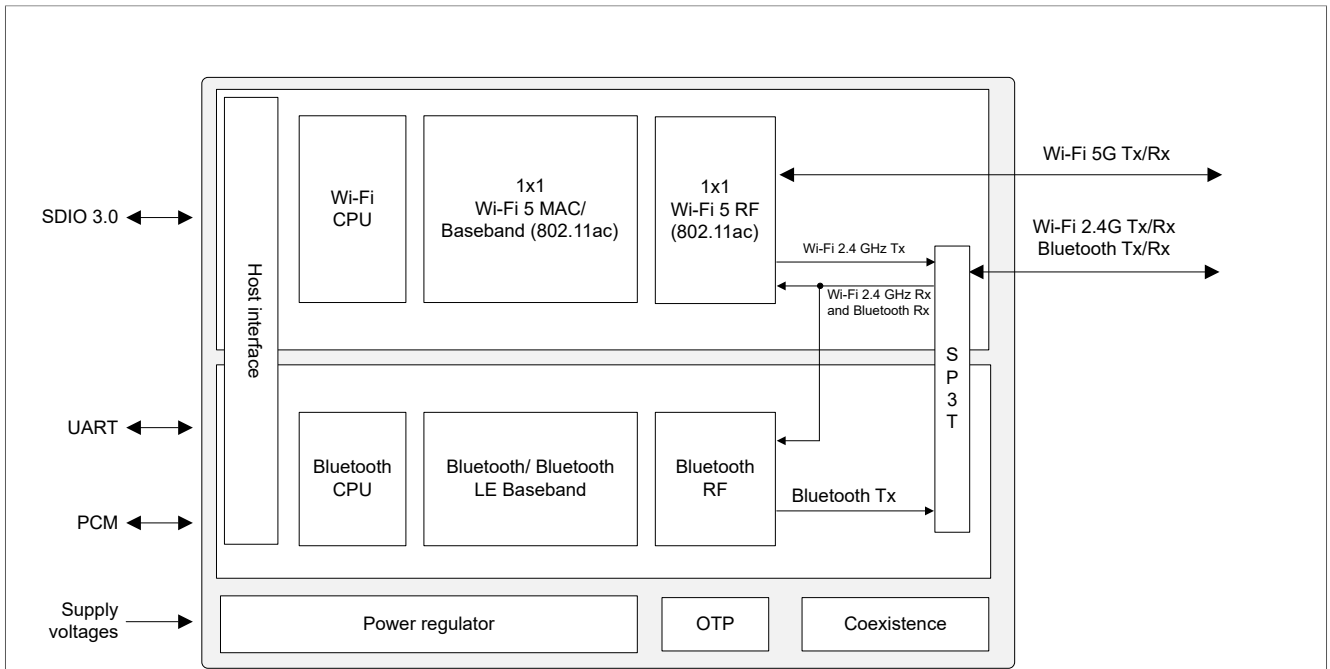 Wi-Fi 5G Tx/Rx
SDIO 3.0
Host interface
Wi-Fi
CPU
1x1
Wi-Fi 5 MAC/
Baseband (802.11ac)
1x1
Wi-Fi 5 RF
(802.11ac)
Wi-Fi 2.4G Tx/Rx
Bluetooth Tx/Rx
Wi-Fi 2.4 GHz Tx
Wi-Fi 2.4 GHz Rx
and Bluetooth Rx
S
P
3
T
UART
PCM
Bluetooth
CPU
Bluetooth/ Bluetooth
LE Baseband
Bluetooth
RF
Bluetooth Tx
Supply
voltages
Power regulator
OTP
Coexistence